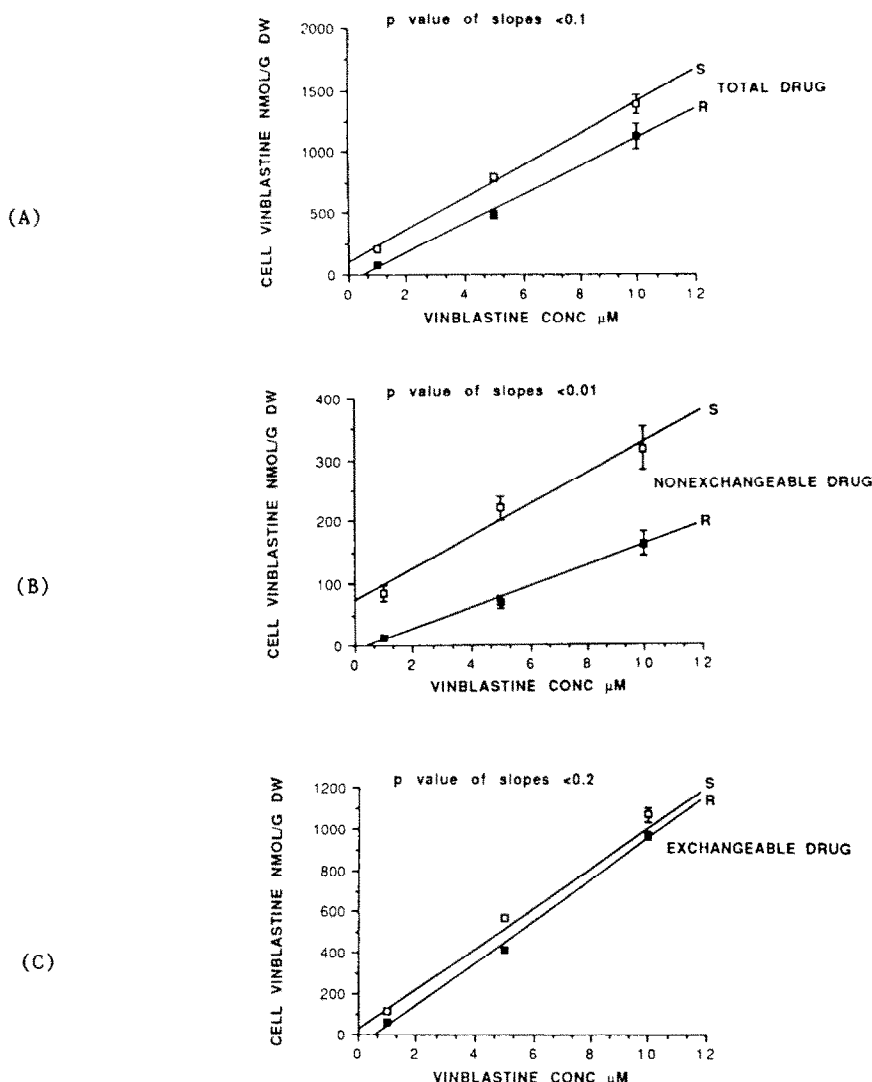 p value of slopes <0.1
2000
1500
1000
500
0
0 2 4 6 8 10 12
CELL VINBLASTINE NMOL/G DW
VINBLASTINE CONC µM
S
TOTAL DRUG
R
(A)
p value of slopes <0.01
400
300
200
100
0
0 2 4 6 8 10 12
CELL VINBLASTINE NMOL/G DW
VINBLASTINE CONC µM
S
NONEXCHANGEABLE DRUG
R
(B)
p value of slopes <0.2
1200
1000
800
600
400
200
0
0 2 4 6 8 10 12
CELL VINBLASTINE NMOL/G DW
VINBLASTINE CONC µM
S
R
EXCHANGEABLE DRUG
(C)